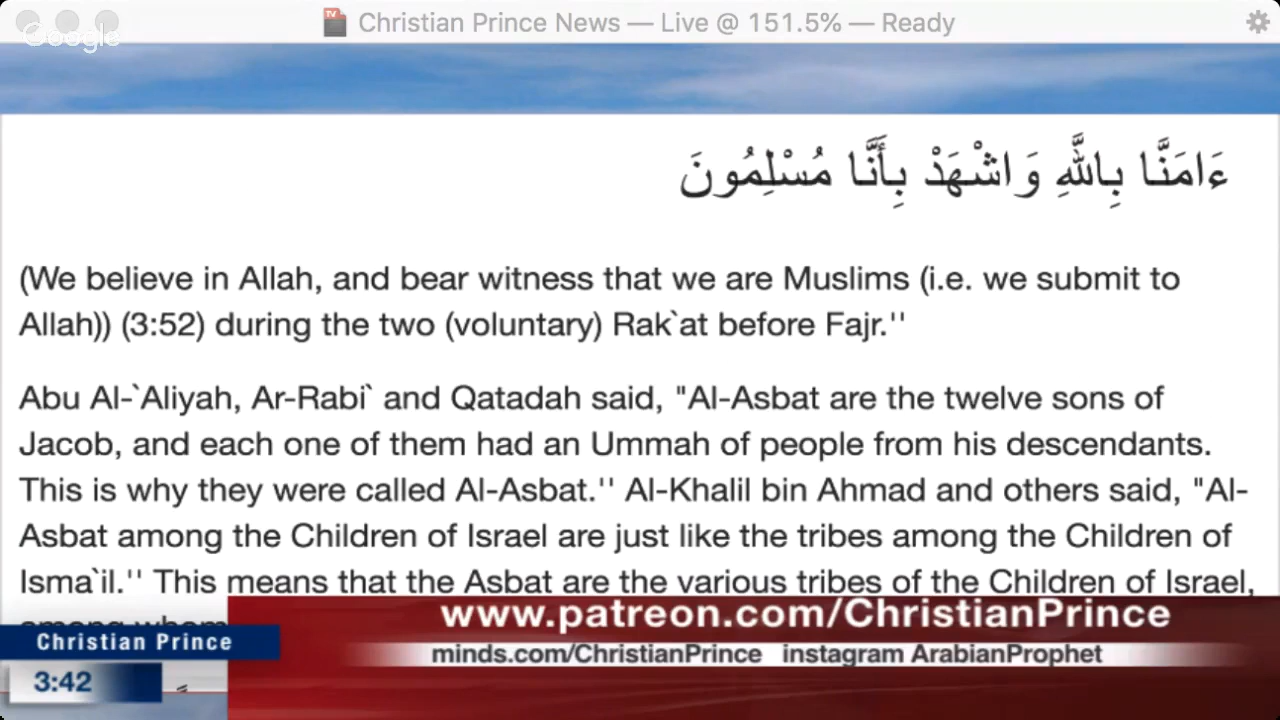 Christian Prince News — Live @ 151.5% — Ready
Google
ءَامَنَّا بِاللَّهِ وَاشْهَدْ بِأَنَّا مُسْلِمُونَ
(We believe in Allah, and bear witness that we are Muslims (i.e. we submit to
Allah)) (3:52) during the two (voluntary) Rak`at before Fajr.''
Abu Al-`Aliyah, Ar-Rabi` and Qatadah said, "Al-Asbat are the twelve sons of
Jacob, and each one of them had an Ummah of people from his descendants.
This is why they were called Al-Asbat.'' Al-Khalil bin Ahmad and others said, "Al-
Asbat among the Children of Israel are just like the tribes among the Children of
Isma`il.'' This means that the Asbat are the various tribes of the Children of Israel,
among whom
www.patreon.com/ChristianPrince
Christian Prince
minds.com/ChristianPrince instagram ArabianProphet
3:42